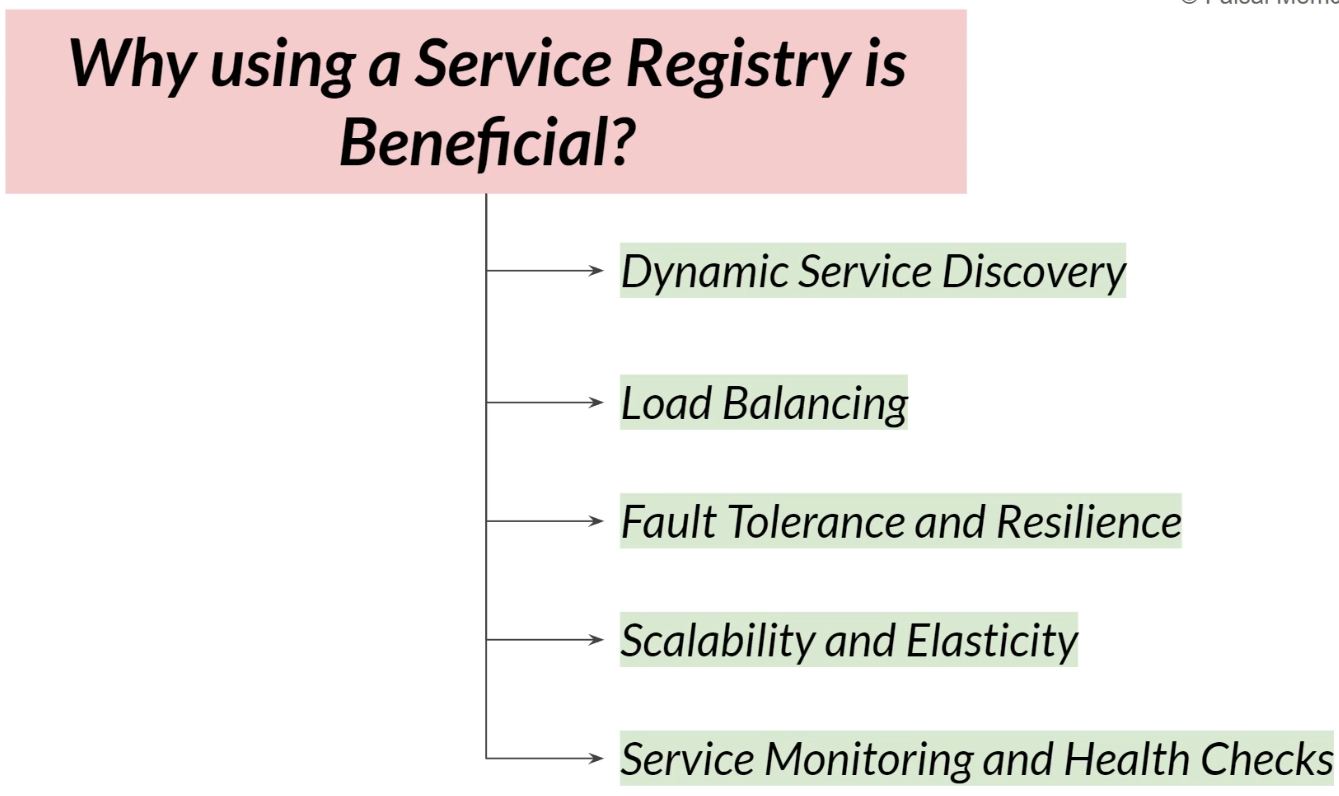 Why using a Service Registry is
Beneficial?
Dynamic Service Discovery
Load Balancing
Fault Tolerance and Resilience
Scalability and Elasticity
Service Monitoring and Health Checks